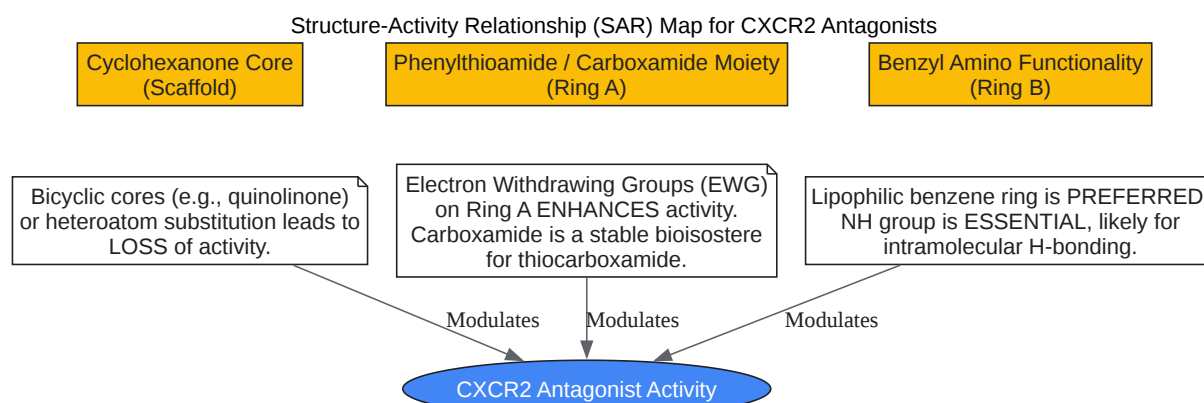 Structure-Activity Relationship (SAR) Map for CXCR2 Antagonists
Cyclohexanone Core
(Scaffold)
Phenylthioamide / Carboxamide Moiety
(Ring A)
Benzyl Amino Functionality
(Ring B)
Bicyclic cores (e.g., quinolinone)
or heteroatom substitution leads to
LOSS of activity.
Electron Withdrawing Groups (EWG)
on Ring A ENHANCES activity.
Carboxamide is a stable bioisostere
for thiocarboxamide.
Lipophilic benzene ring is PREFERRED
NH group is ESSENTIAL, likely for
intramolecular H-bonding.
Modulates
Modulates
Modulates
CXCR2 Antagonist Activity